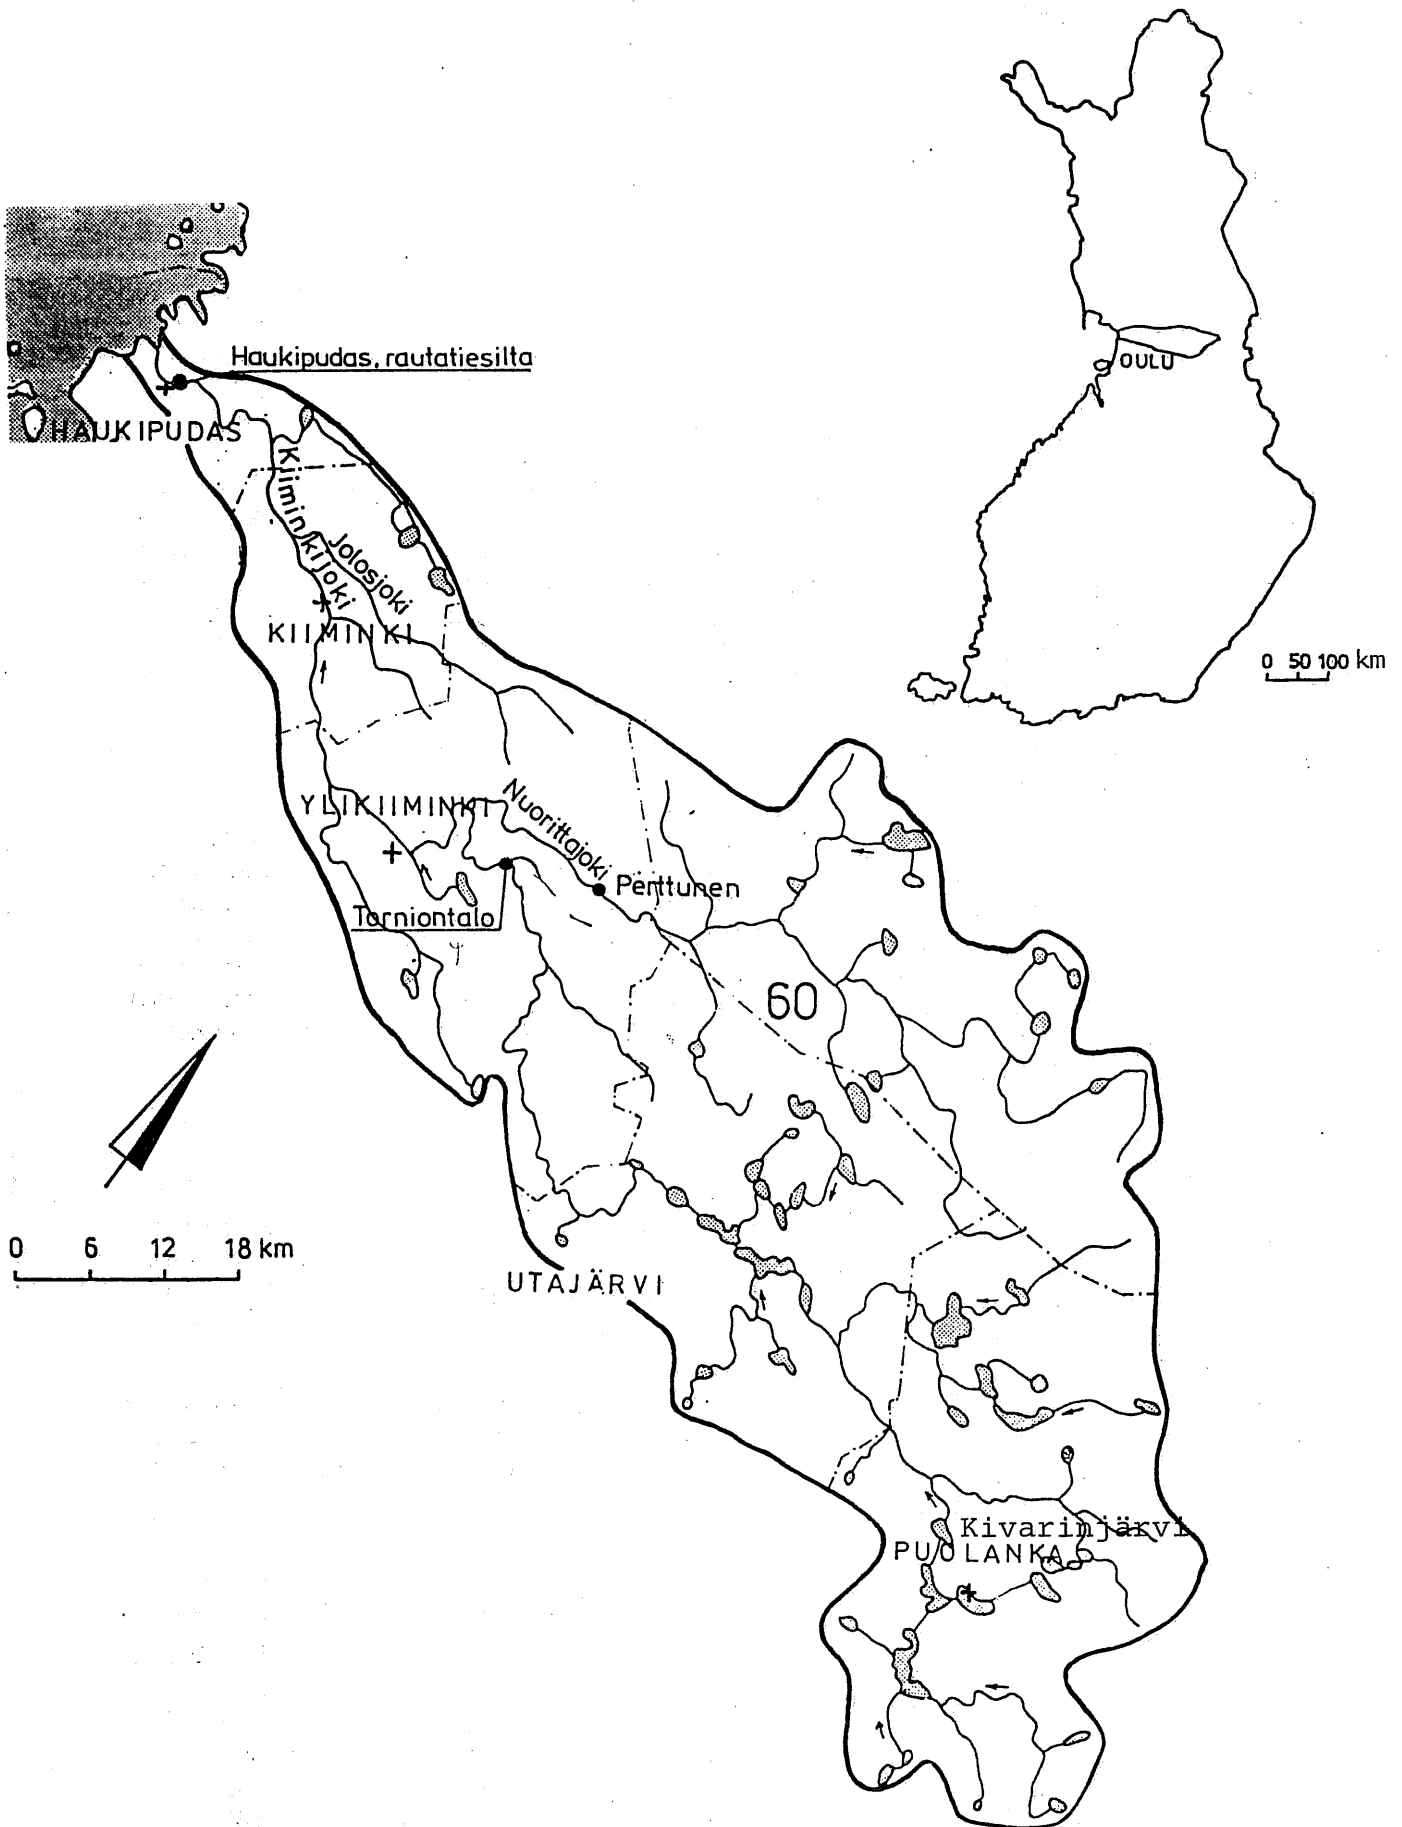 Haukipudas, rautatiesilta
OULU
HAUKIPUDAS
Kiiminkijoki
Jolosjoki
KIIMINKI
0 50 100 km
YLIKIIMINKI
Nuorittajoki
Perttunen
Torniontalo
60
0 6 12 18 km
UTAJÄRVI
Kivarinjärvi
PUOLANKA